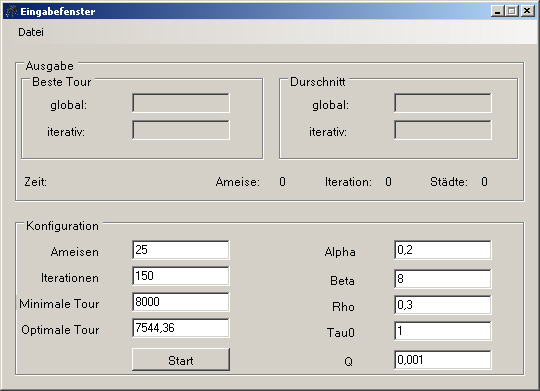 Eingabefenster
Datei
Ausgabe
Beste Tour
global:
iterativ:
Durschnitt
global:
iterativ:
Zeit: Ameise: 0 Iteration: 0 Städte: 0
Konfiguration
Ameisen 25 Alpha 0,2
Iterationen 150 Beta 8
Minimale Tour 8000 Rho 0,3
Optimale Tour 7544,36 Tau0 1
Start Q 0,001